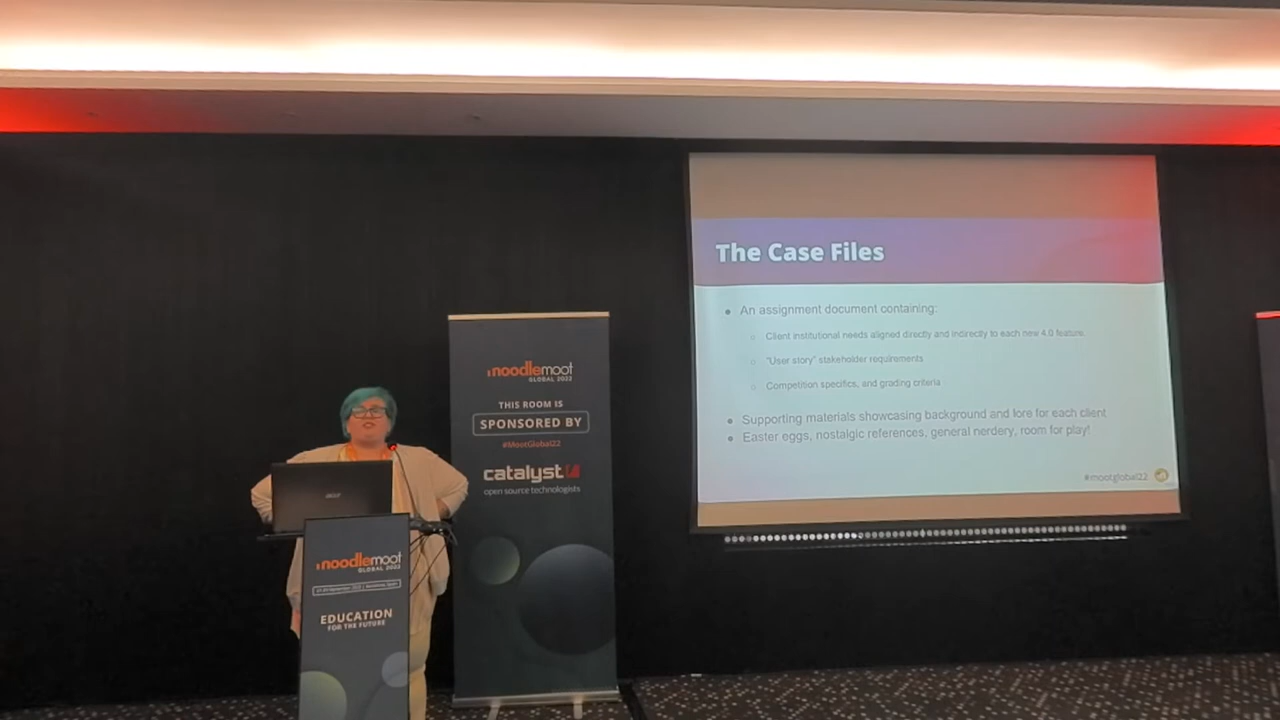 The Case Files
An assignment document containing:
Client institutional needs aligned directly and indirectly to each new 4.0 feature.
"User story" stakeholder requirements
Competition specifics, and grading criteria
Supporting materials showcasing background and lore for each client
Easter eggs, nostalgic references, general nerdery, room for play!
#mootglobal22
moodlemoot
GLOBAL 2022
THIS ROOM IS
SPONSORED BY
#MootGlobal22
catalyst
open source technologists
acer
moodlemoot
GLOBAL 2022
EDUCATION
FOR THE FUTURE